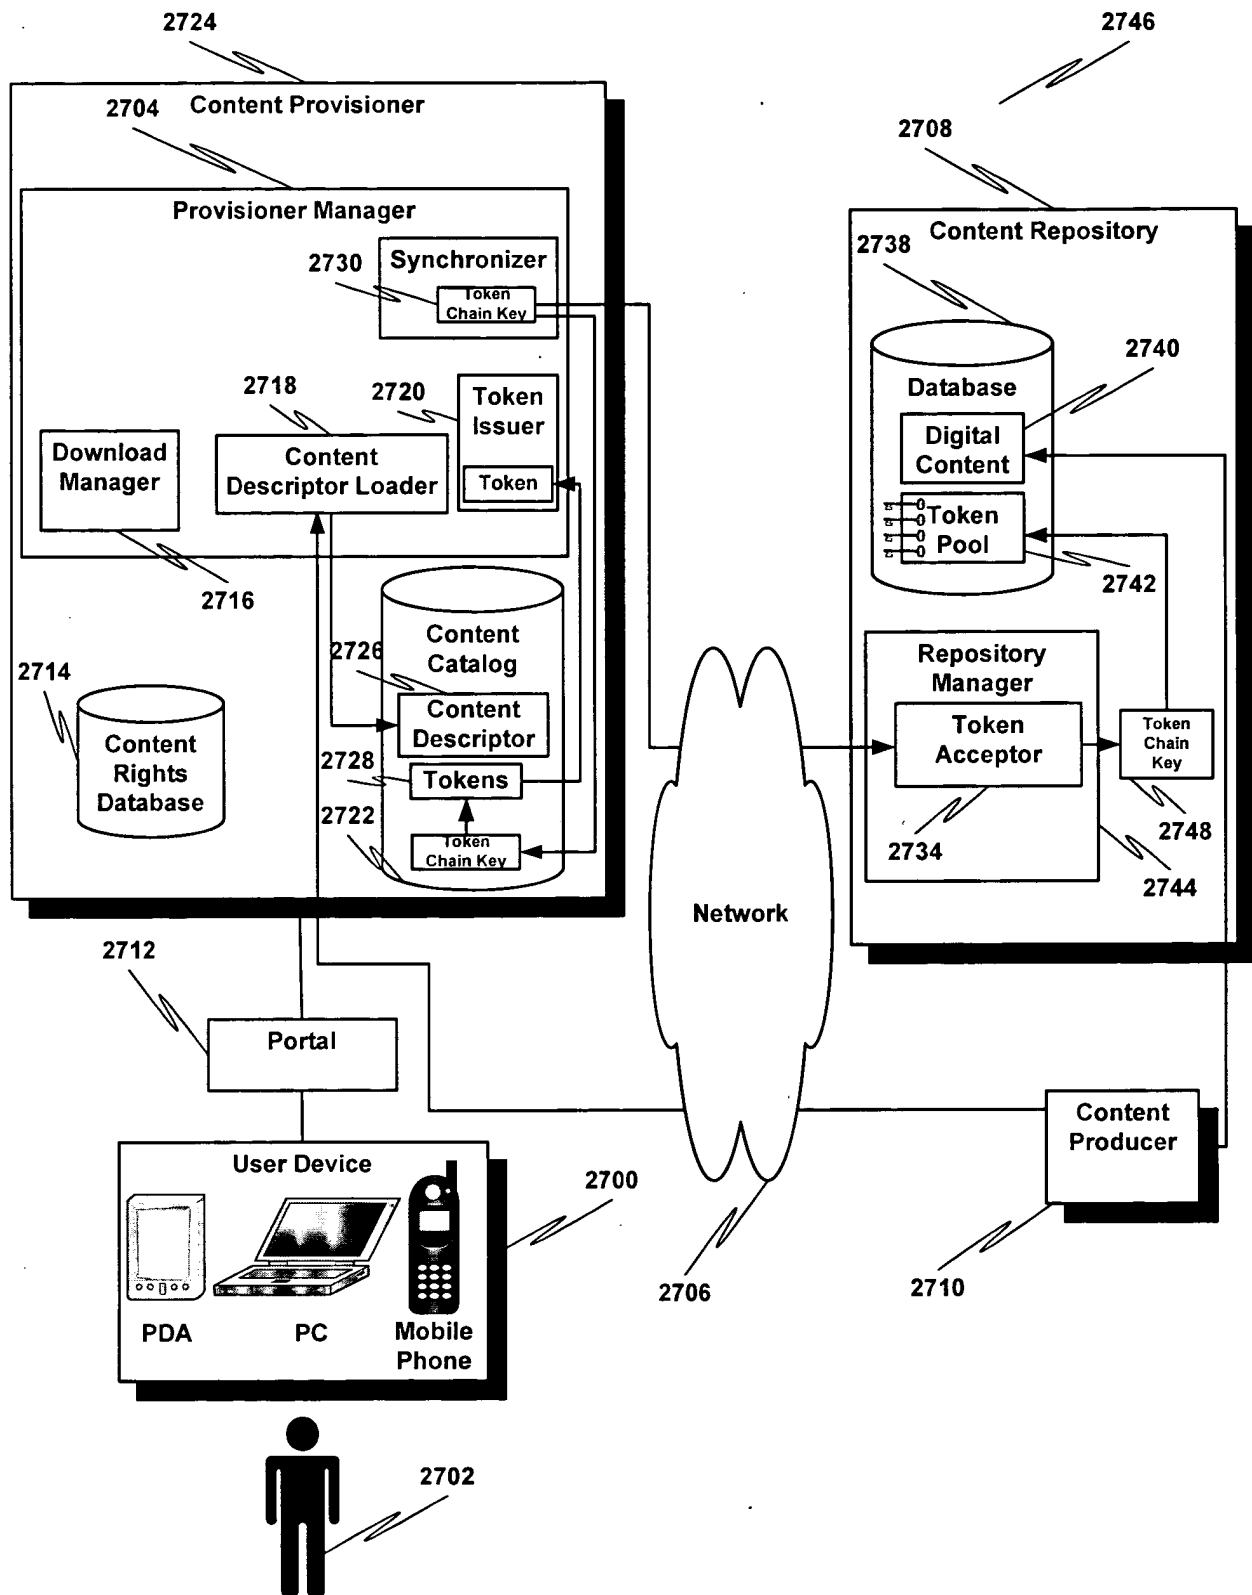 2724
2746
Content Provisioner
2704
2708
Provisioner Manager
Content Repository
2738
Synchronizer
2730
Token
Chain Key
2740
2718
2720
Token
Issuer
Database
Download
Manager
Content
Descriptor Loader
Token
Digital
Content
Token
Pool
2716
2742
Content
Catalog
2726
2714
Repository
Manager
Content
Descriptor
Token
Acceptor
Token
Chain
Key
Content
Rights
Database
2728
Tokens
2722
Token
Chain Key
2734
2748
2744
Network
2712
Portal
Content
Producer
User Device
2700
2706
2710
PDA
PC
Mobile
Phone
2702